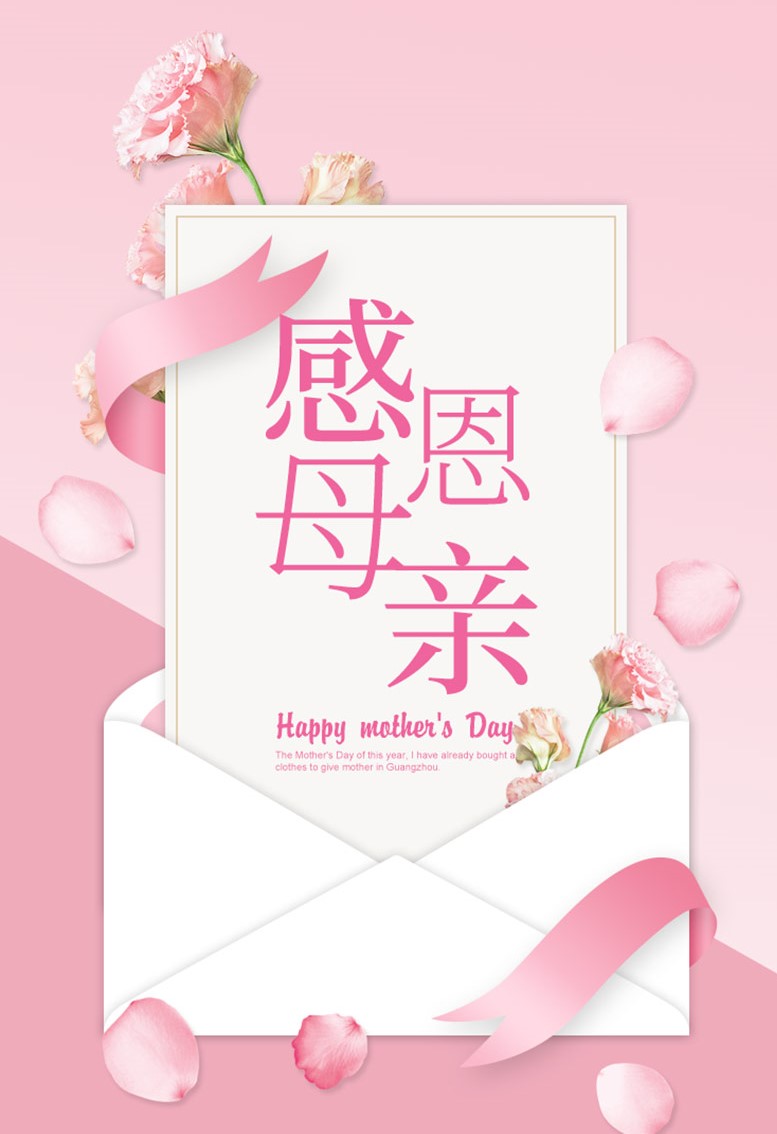 感恩
母亲
Happy mother's Day
The Mother's Day of this year, I have already bought a
clothes to give mother in Guangzhou.